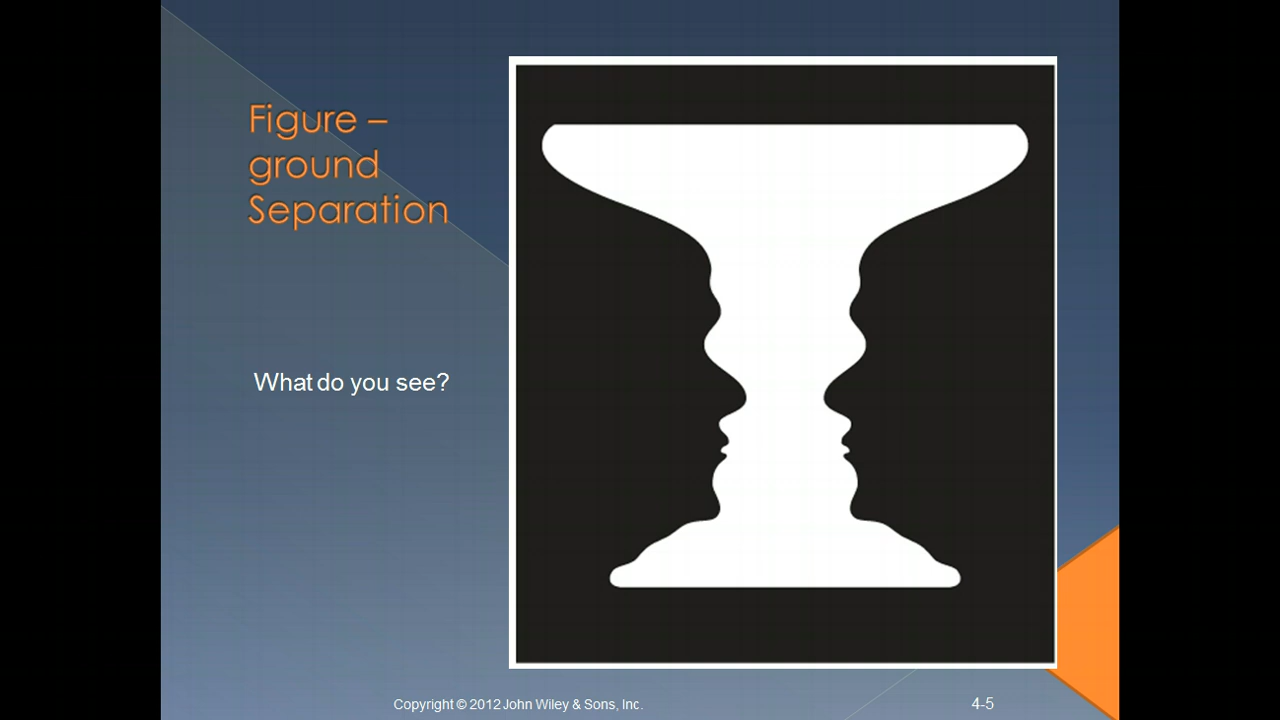 Figure –
ground
Separation
What do you see?
Copyright © 2012 John Wiley & Sons, Inc.
4-5